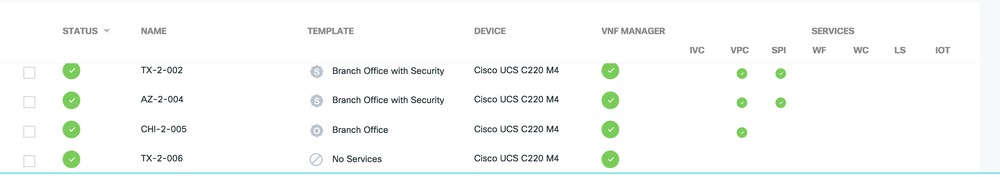 STATUS NAME TEMPLATE DEVICE VNF MANAGER SERVICES
IVC VPC SPI WF WC LS IOT
TX-2-002 S Branch Office with Security Cisco UCS C220 M4
AZ-2-004 S Branch Office with Security Cisco UCS C220 M4
CHI-2-005 O Branch Office Cisco UCS C220 M4
TX-2-006 No Services Cisco UCS C220 M4